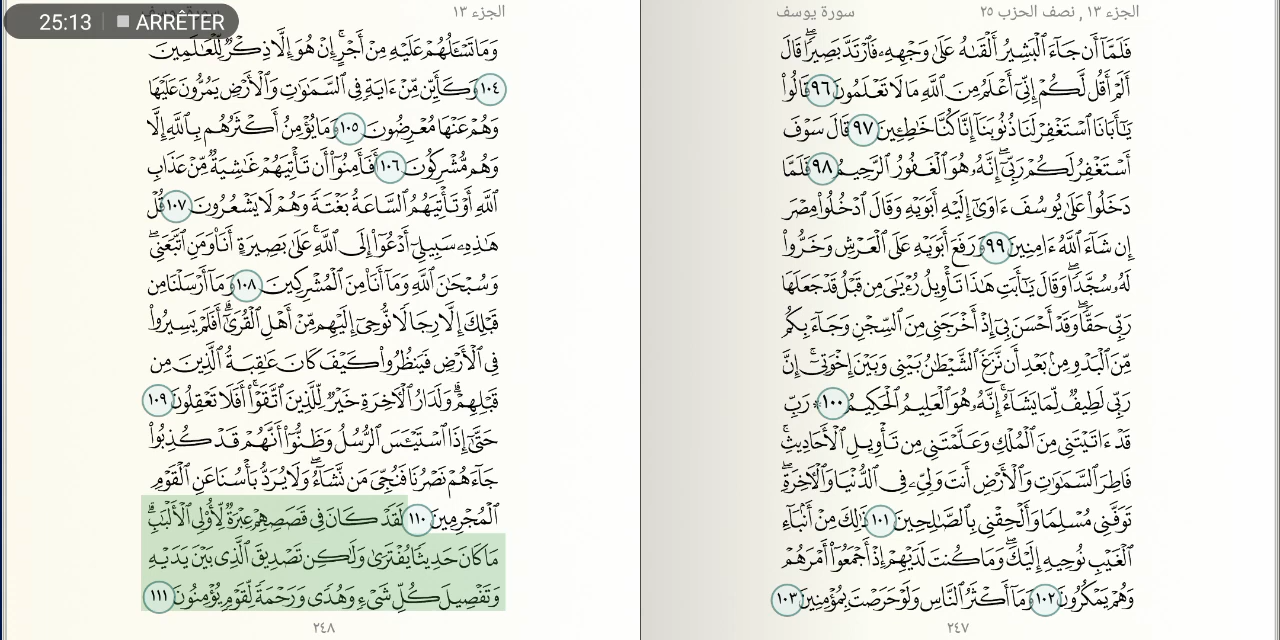 25:13 ARRÊTER
الجزء ١٣ , نصف الحزب ٢٥
سورة يوسف
فَلَمَّآ أَن جَآءَ ٱلْبَشِيرُ أَلْقَىٰهُ عَلَىٰ وَجْهِهِۦ فَٱرْتَدَّ بَصِيرًا ۖ قَالَ
أَلَمْ أَقُل لَّكُمْ إِنِّىٓ أَعْلَمُ مِنَ ٱللَّهِ مَا لَا تَعْلَمُونَ ٩٦ قَالُوا۟
يَٰٓأَبَانَا ٱسْتَغْفِرْ لَنَا ذُنُوبَنَآ إِنَّا كُنَّا خَٰطِـِٔينَ ٩٧ قَالَ سَوْفَ
أَسْتَغْفِرُ لَكُمْ رَبِّىٓ ۖ إِنَّهُۥ هُوَ ٱلْغَفُورُ ٱلرَّحِيمُ ٩٨ فَلَمَّا
دَخَلُوا۟ عَلَىٰ يُوسُفَ ءَاوَىٰٓ إِلَيْهِ أَبَوَيْهِ وَقَالَ ٱدْخُلُوا۟ مِصْرَ
إِن شَآءَ ٱللَّهُ ءَامِنِينَ ٩٩ وَرَفَعَ أَبَوَيْهِ عَلَى ٱلْعَرْشِ وَخَرُّوا۟
لَهُۥ سُجَّدًا ۖ وَقَالَ يَٰٓأَبَتِ هَٰذَا تَأْوِيلُ رُءْيَٰىَ مِن قَبْلُ قَدْ جَعَلَهَا
رَبِّى حَقًّا ۖ وَقَدْ أَحْسَنَ بِىٓ إِذْ أَخْرَجَنِى مِنَ ٱلسِّجْنِ وَجَآءَ بِكُم
مِّنَ ٱلْبَدْوِ مِنۢ بَعْدِ أَن نَّزَغَ ٱلشَّيْطَٰنُ بَيْنِى وَبَيْنَ إِخْوَتِىٓ ۚ إِنَّ
رَبِّى لَطِيفٌ لِّمَا يَشَآءُ ۚ إِنَّهُۥ هُوَ ٱلْعَلِيمُ ٱلْحَكِيمُ ١٠٠ ۞ رَبِّ
قَدْ ءَاتَيْتَنِى مِنَ ٱلْمُلْكِ وَعَلَّمْتَنِى مِن تَأْوِيلِ ٱلْأَحَادِيثِ ۚ
فَاطِرَ ٱلسَّمَٰوَٰتِ وَٱلْأَرْضِ أَنتَ وَلِىِّۦ فِى ٱلدُّنْيَا وَٱلْءَاخِرَةِ ۖ
تَوَفَّنِى مُسْلِمًا وَأَلْحِقْنِى بِٱلصَّٰلِحِينَ ١٠١ ذَٰلِكَ مِنْ أَنۢبَآءِ
ٱلْغَيْبِ نُوحِيهِ إِلَيْكَ ۖ وَمَا كُنتَ لَدَيْهِمْ إِذْ أَجْمَعُوٓا۟ أَمْرَهُمْ
وَهُمْ يَمْكُرُونَ ١٠٢ وَمَآ أَكْثَرُ ٱلنَّاسِ وَلَوْ حَرَصْتَ بِمُؤْمِنِينَ ١٠٣
٢٤٧
الجزء ١٣
وَمَا تَسْـَٔلُهُمْ عَلَيْهِ مِنْ أَجْرٍ ۚ إِنْ هُوَ إِلَّا ذِكْرٌ لِّلْعَٰلَمِينَ
١٠٤ وَكَأَيِّن مِّنْ ءَايَةٍ فِى ٱلسَّمَٰوَٰتِ وَٱلْأَرْضِ يَمُرُّونَ عَلَيْهَا
وَهُمْ عَنْهَا مُعْرِضُونَ ١٠٥ وَمَا يُؤْمِنُ أَكْثَرُهُم بِٱللَّهِ إِلَّا
وَهُم مُّشْرِكُونَ ١٠٦ أَفَأَمِنُوٓا۟ أَن تَأْتِيَهُمْ غَٰشِيَةٌ مِّنْ عَذَابِ
ٱللَّهِ أَوْ تَأْتِيَهُمُ ٱلسَّاعَةُ بَغْتَةً وَهُمْ لَا يَشْعُرُونَ ١٠٧ قُلْ
هَٰذِهِۦ سَبِيلِىٓ أَدْعُوٓا۟ إِلَى ٱللَّهِ ۚ عَلَىٰ بَصِيرَةٍ أَنَا۠ وَمَنِ ٱتَّبَعَنِى ۖ
وَسُبْحَٰنَ ٱللَّهِ وَمَآ أَنَا۠ مِنَ ٱلْمُشْرِكِينَ ١٠٨ وَمَآ أَرْسَلْنَا مِن
قَبْلِكَ إِلَّا رِجَالًا نُّوحِىٓ إِلَيْهِم مِّنْ أَهْلِ ٱلْقُرَىٰٓ ۗ أَفَلَمْ يَسِيرُوا۟
فِى ٱلْأَرْضِ فَيَنظُرُوا۟ كَيْفَ كَانَ عَٰقِبَةُ ٱلَّذِينَ مِن
قَبْلِهِمْ ۗ وَلَدَارُ ٱلْءَاخِرَةِ خَيْرٌ لِّلَّذِينَ ٱتَّقَوْا۟ ۗ أَفَلَا تَعْقِلُونَ ١٠٩
حَتَّىٰٓ إِذَا ٱسْتَيْـَٔسَ ٱلرُّسُلُ وَظَنُّوٓا۟ أَنَّهُمْ قَدْ كُذِبُوا۟
جَآءَهُمْ نَصْرُنَا فَنُجِّىَ مَن نَّشَآءُ ۖ وَلَا يُرَدُّ بَأْسُنَا عَنِ ٱلْقَوْمِ
ٱلْمُجْرِمِينَ ١١٠ لَقَدْ كَانَ فِى قَصَصِهِمْ عِبْرَةٌ لِّأُو۟لِى ٱلْأَلْبَٰبِ ۗ
مَا كَانَ حَدِيثًا يُفْتَرَىٰ وَلَٰكِن تَصْدِيقَ ٱلَّذِى بَيْنَ يَدَيْهِ
وَتَفْصِيلَ كُلِّ شَىْءٍ وَهُدًى وَرَحْمَةً لِّقَوْمٍ يُؤْمِنُونَ ١١١
٢٤٨